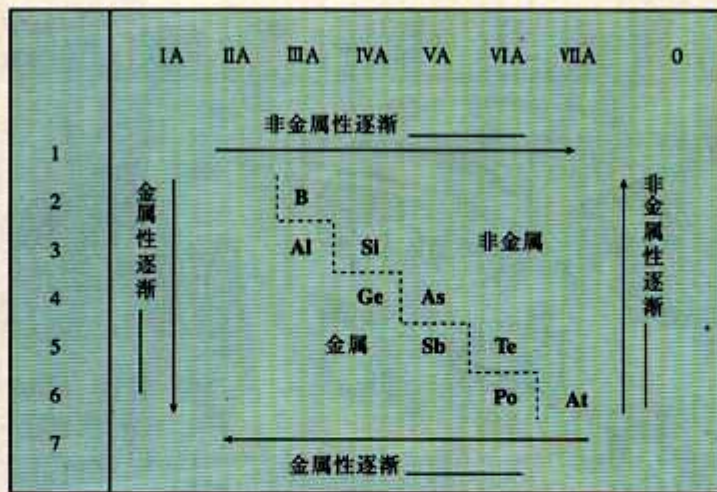 ⅠA ⅡA ⅢA ⅣA ⅤA ⅥA ⅦA 0
非金属性逐渐
1
2 B
3 Al Si 非金属
4 Ge As
5 金属 Sb Te
6 Po At
7
金属性逐渐
金属性逐渐
非金属性逐渐